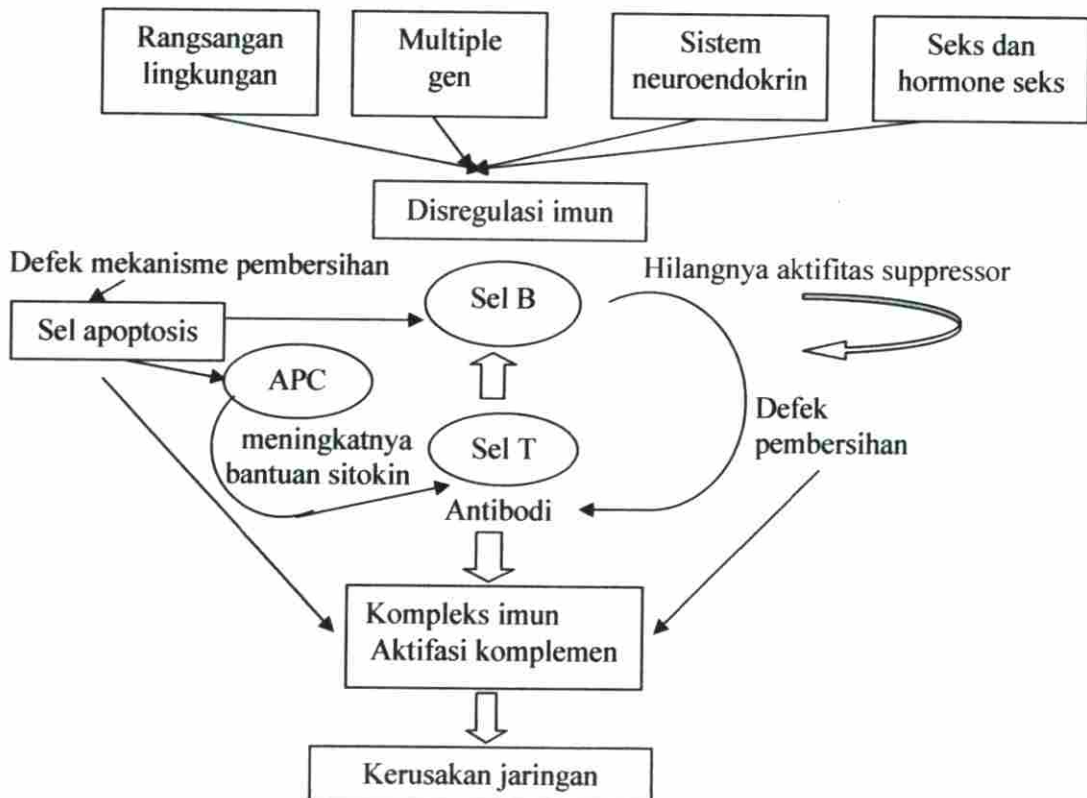 Rangsangan
lingkungan
Multiple
gen
Sistem
neuroendokrin
Seks dan
hormone seks
Disregulasi imun
Defek mekanisme pembersihan
Hilangnya aktifitas suppressor
Sel B
Sel apoptosis
APC
Defek
pembersihan
meningkatnya
bantuan sitokin
Sel T
Antibodi
Kompleks imun
Aktifasi komplemen
Kerusakan jaringan